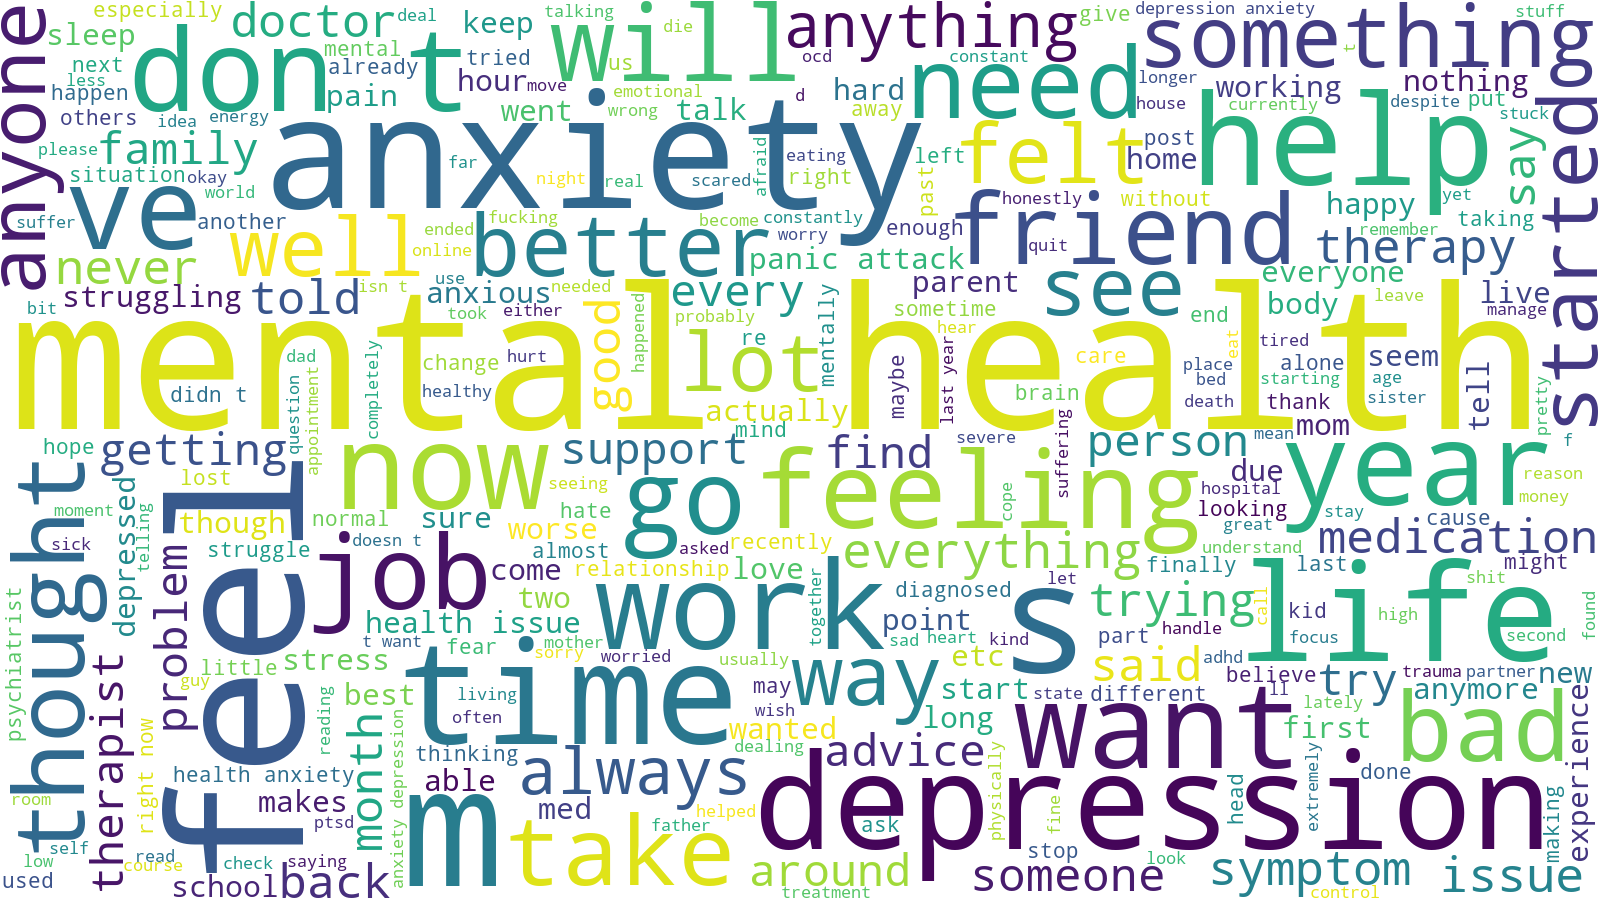 especially
doctor
deal
keep
talking
die
anything
give
depression anxiety
something
stuff
anyone
sleep
don t
mental
tried
will
us
ocd
constant
need
longer
working
nothing
t
startedg
next
already
less
happen
pain
hour
move
emotional
d
hard
house
currently
despite
put
others
idea
energy
went
wrong
talk
away
help
stuck
please
family
anxiety
far
eating
left
felt
post
home
say
situation
okay
night
real
scared
afraid
right
past
world
ve
suffer
another
fucking
become
constantly
enough
friend
honestly
without
happy
yet
taking
remember
well
ended
online
better
worry
quit
therapy
never
panic attack
see
everyone
struggling
told
isn t
use
needed
every
parent
body
leave
live
bit
anxious
took
either
probably
sometime
end
manage
mental health
good
happened
lot
re
mentally
hear
tired
dad
change
hurt
care
eat
place
alone
seem
didn t
completely
healthy
maybe
last year
bed
starting
age
tell
question
brain
death
thank
sister
pretty
actually
mind
mom
hope
getting
appointment
now
support
find
severe
suffering
person
mean
f
year
thought
lost
seeing
go
feeling
cope
due
hospital
reason
moment
depressed
feel
though
normal
sure
worse
hate
looking
money
great
stay
cause
medication
sick
telling
problem
struggle
doesn t
almost
asked
recently
everything
understand
job
come
relationship
love
finally
last
might
psychiatrist
work
together
diagnosed
s
let
trying
life
shit
two
point
call
kid
high
found
health issue
t want
fear
mother
sad
heart
kind
part
handle
focus
second
therapist
little
stress
time
sorry
worried
usually
way
etc
said
adhd
guy
believe
try
trauma
partner
new
best
living
may
start
state
different
ll
anymore
reading
month
often
wish
long
want
lately
right now
wanted
first
bad
experience
thinking
dealing
advice
physically
health anxiety
anxiety depression
able
always
depression
extremely
done
room
makes
m
med
helped
head
making
ptsd
take
father
ask
fine
self
low
read
stop
look
used
course
check
saying
around
someone
symptom
issue
school
back
treatment
control